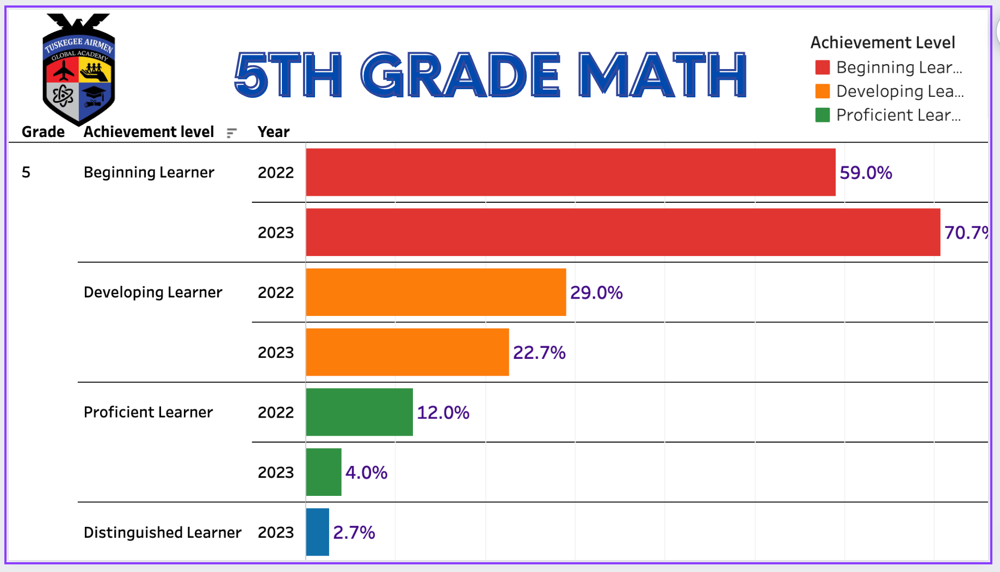 TUSKEGEE AIRMEN
GLOBAL ACADEMY
5TH GRADE MATH
Achievement Level
Beginning Lear...
Developing Lea...
Proficient Lear...
Grade Achievement level Year
5 Beginning Learner 2022 59.0%
2023 70.7%
Developing Learner 2022 29.0%
2023 22.7%
Proficient Learner 2022 12.0%
2023 4.0%
Distinguished Learner 2023 2.7%